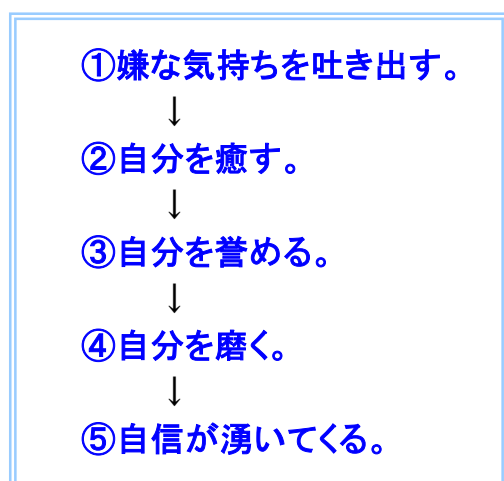 ①嫌な気持ちを吐き出す。
↓
②自分を癒す。
↓
③自分を誉める。
↓
④自分を磨く。
↓
⑤自信が湧いてくる。